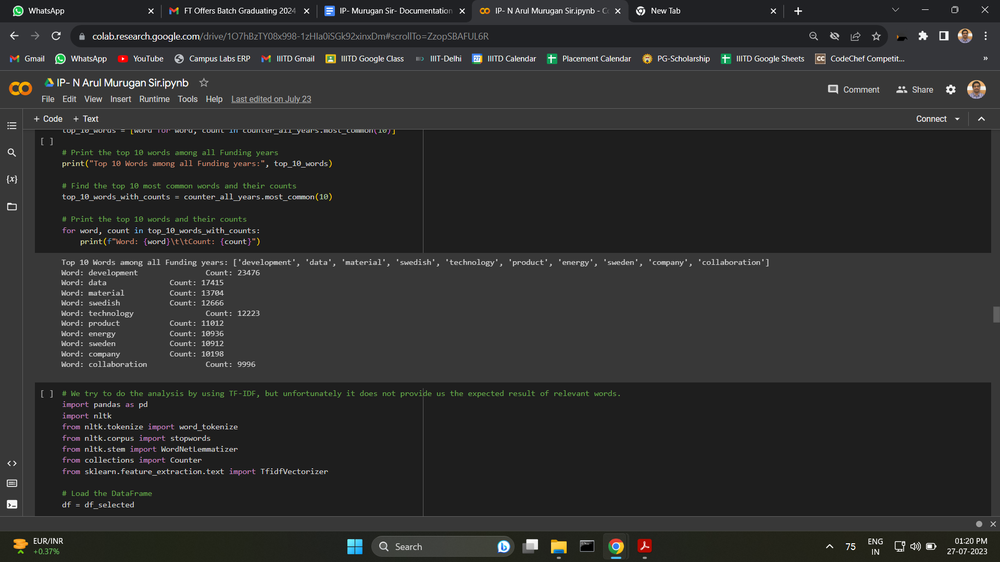 WhatsApp
FT Offers Batch Graduating 2024
IP- Murugan Sir- Documentation
IP- N Arul Murugan Sir.ipynb - Co
New Tab
colab.research.google.com/drive/1O7hBzTY08x998-1zHIa0iSGk92xinxDm#scrollTo=ZzopSBAFUL6R
Gmail WhatsApp YouTube Campus Labs ERP IIITD Gmail IIITD Google Class IIIT-Delhi IIITD Calendar Placement Calendar PG-Scholarship IIITD Google Sheets CodeChef Competit... »
IP- N Arul Murugan Sir.ipynb
Comment Share
File Edit View Insert Runtime Tools Help Last edited on July 23
+ Code + Text Connect
top_10_words = [word for word, count in counter_all_years.most_common(10)]
[ ]
# Print the top 10 words among all Funding years
print("Top 10 Words among all Funding years:", top_10_words)
# Find the top 10 most common words and their counts
top_10_words_with_counts = counter_all_years.most_common(10)
# Print the top 10 words and their counts
for word, count in top_10_words_with_counts:
print(f"Word: {word}\t\tCount: {count}")
Top 10 Words among all Funding years: ['development', 'data', 'material', 'swedish', 'technology', 'product', 'energy', 'sweden', 'company', 'collaboration']
Word: development Count: 23476
Word: data Count: 17415
Word: material Count: 13704
Word: swedish Count: 12666
Word: technology Count: 12223
Word: product Count: 11012
Word: energy Count: 10936
Word: sweden Count: 10912
Word: company Count: 10198
Word: collaboration Count: 9996
[ ] # We try to do the analysis by using TF-IDF, but unfortunately it does not provide us the expected result of relevant words.
import pandas as pd
import nltk
from nltk.tokenize import word_tokenize
from nltk.corpus import stopwords
from nltk.stem import WordNetLemmatizer
from collections import Counter
from sklearn.feature_extraction.text import TfidfVectorizer
# Load the DataFrame
df = df_selected
EUR/INR
+0.37%
Search
75
ENG
IN
01:20 PM
27-07-2023